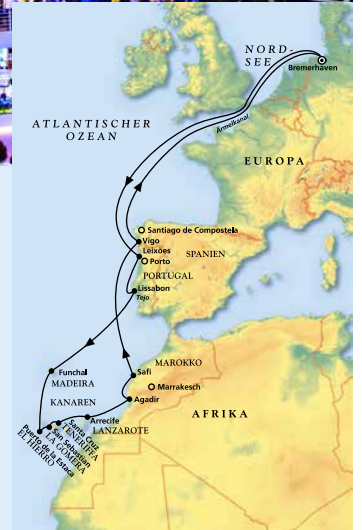 NORD-
SEE
Bremerhaven
Ärmelkanal
ATLANTISCHER
OZEAN
EUROPA
Santiago de Compostela
Vigo
Leixões
Porto
SPANIEN
PORTUGAL
Lissabon
Tejo
MAROKKO
Safi
Marrakesch
Funchal
MADEIRA
Agadir
KANAREN
AFRIKA
Arrecife
LANZAROTE
Santa Cruz
TENERIFFA
San Sebastian
LA GOMERA
Puerto de la Estaca
EL HIERRO